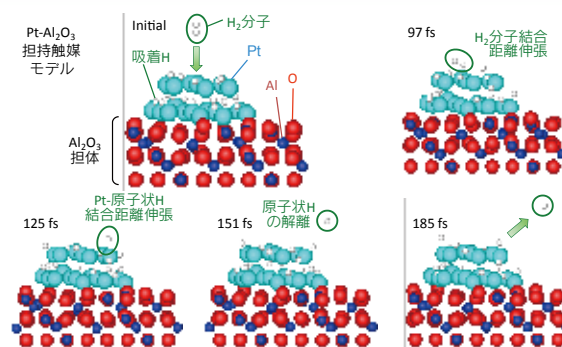 Pt-Al₂O₃
担持触媒
モデル
Initial
H₂分子
吸着H
Pt
Al
O
Al₂O₃
担体
97 fs
H₂分子結合
距離伸張
Pt-原子状H
結合距離伸張
125 fs
原子状H
の解離
151 fs
185 fs